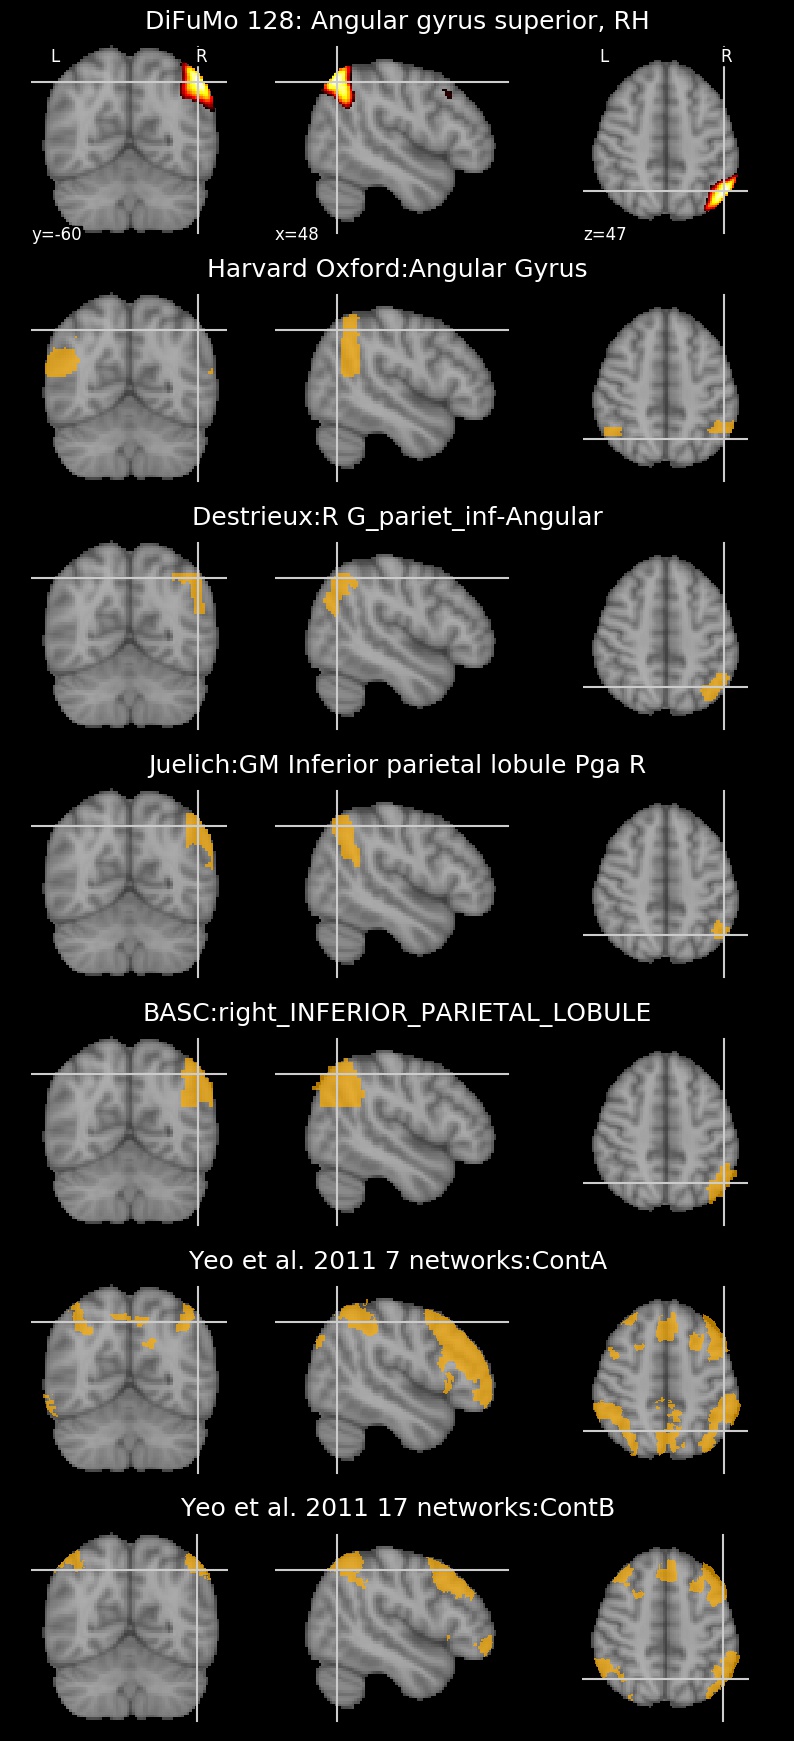 DiFuMo 128: Angular gyrus superior, RH
L R L R
y=-60 x=48 z=47
Harvard Oxford:Angular Gyrus
Destrieux:R G_pariet_inf-Angular
Juelich:GM Inferior parietal lobule Pga R
BASC:right_INFERIOR_PARIETAL_LOBULE
Yeo et al. 2011 7 networks:ContA
Yeo et al. 2011 17 networks:ContB